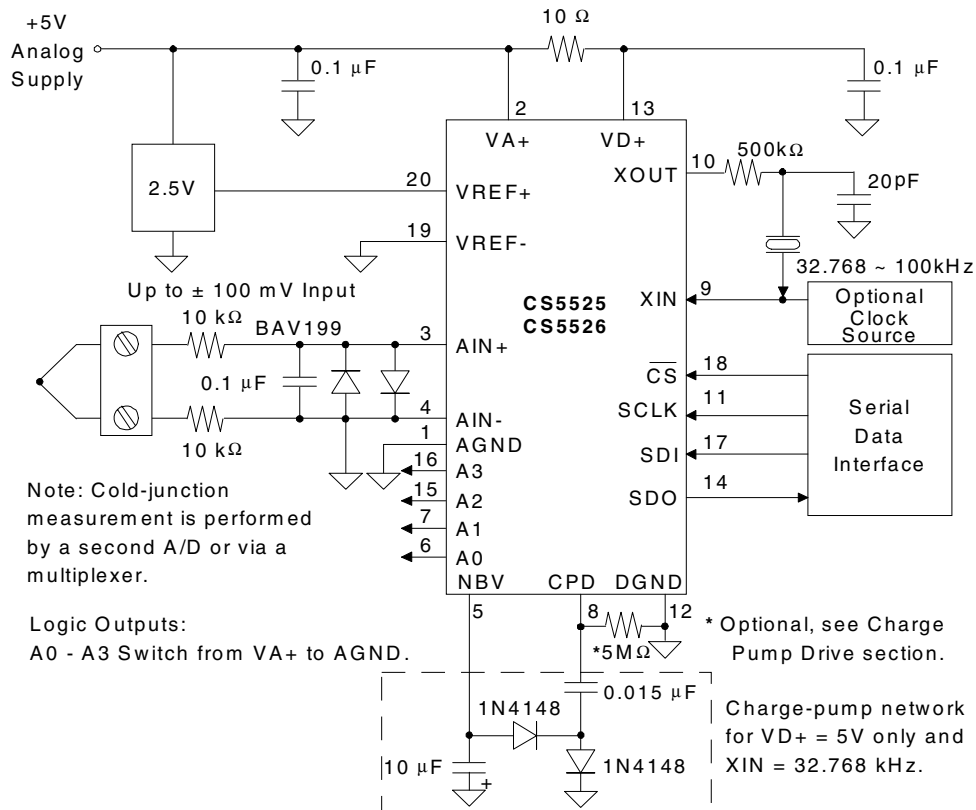 +5V
Analog
Supply
10 Ω
0.1 µF
0.1 µF
2
13
VA+
VD+
2.5V
20
VREF+
19
VREF-
XOUT
10
500kΩ
20pF
32.768 ~ 100kHz
Up to ± 100 mV Input
CS5525
CS5526
XIN
9
Optional
Clock
Source
10 kΩ
BAV199
3
AIN+
0.1 µF
4
AIN-
10 kΩ
1
AGND
16
A3
15
A2
7
A1
6
A0
CS
18
SCLK
11
SDI
17
SDO
14
Serial
Data
Interface
Note: Cold-junction
measurement is performed
by a second A/D or via a
multiplexer.
NBV
CPD
DGND
5
8
12
Logic Outputs:
A0 - A3 Switch from VA+ to AGND.
*5MΩ
* Optional, see Charge
Pump Drive section.
0.015 µF
1N4148
1N4148
10 µF
+
Charge-pump network
for VD+ = 5V only and
XIN = 32.768 kHz.